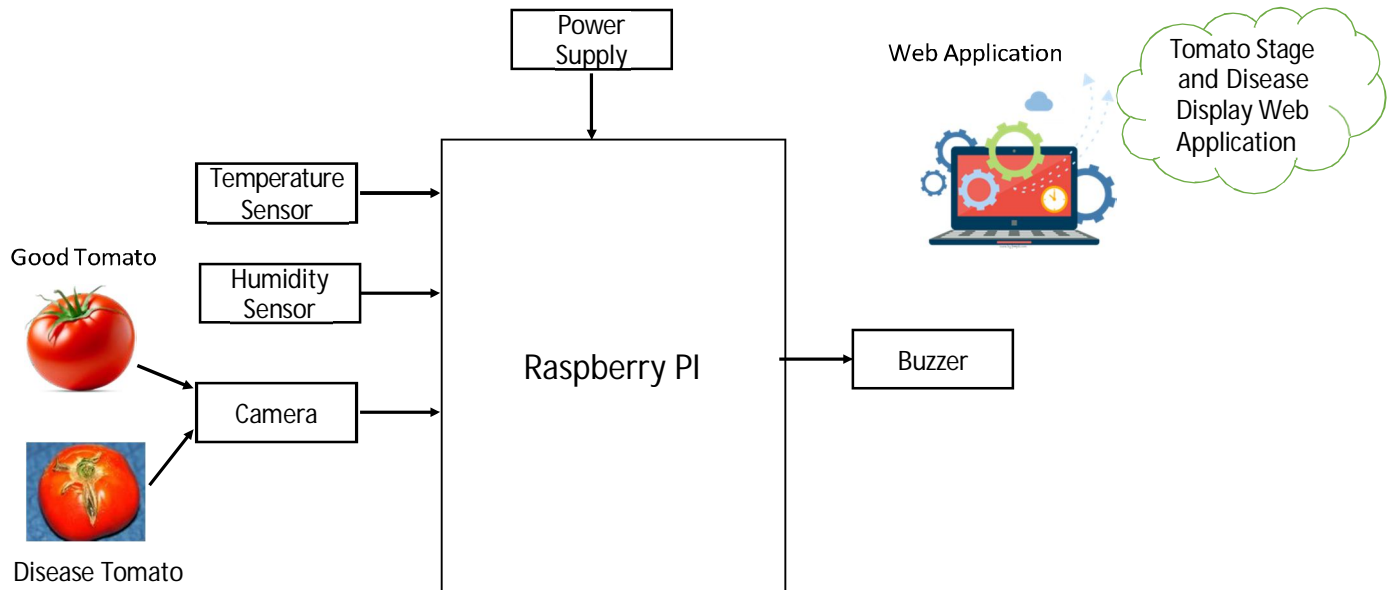 Power
Supply
Web Application
Tomato Stage
and Disease
Display Web
Application
Temperature
Sensor
Good Tomato
Humidity
Sensor
Raspberry PI
Buzzer
Camera
Disease Tomato